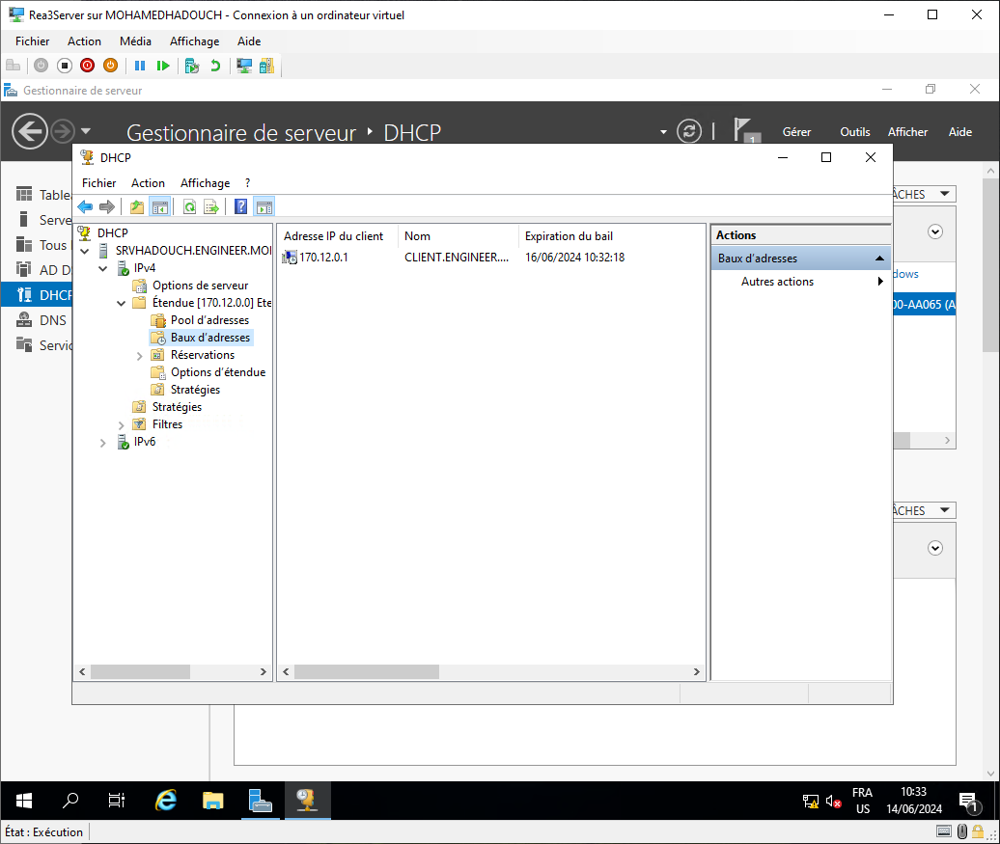 Rea3Server sur MOHAMEDHADOUCH - Connexion à un ordinateur virtuel
Fichier Action Média Affichage Aide
Gestionnaire de serveur
Gestionnaire de serveur DHCP
1
Gérer Outils Afficher Aide
DHCP
Fichier Action Affichage ?
Table
Serve
Tous
AD D
DHCP
DNS
Servic
DHCP
SRVHADOUCH.ENGINEER.MO
IPv4
Options de serveur
Étendue [170.12.0.0] Ete
Pool d’adresses
Baux d’adresses
Réservations
Options d’étendue
Stratégies
Stratégies
Filtres
IPv6
Adresse IP du client Nom Expiration du bail
170.12.0.1 CLIENT.ENGINEER.... 16/06/2024 10:32:18
Actions
Baux d’adresses
Autres actions
ÂCHES
dows
00-AA065 (A
ÂCHES
FRA
US
10:33
14/06/2024
1
État : Exécution